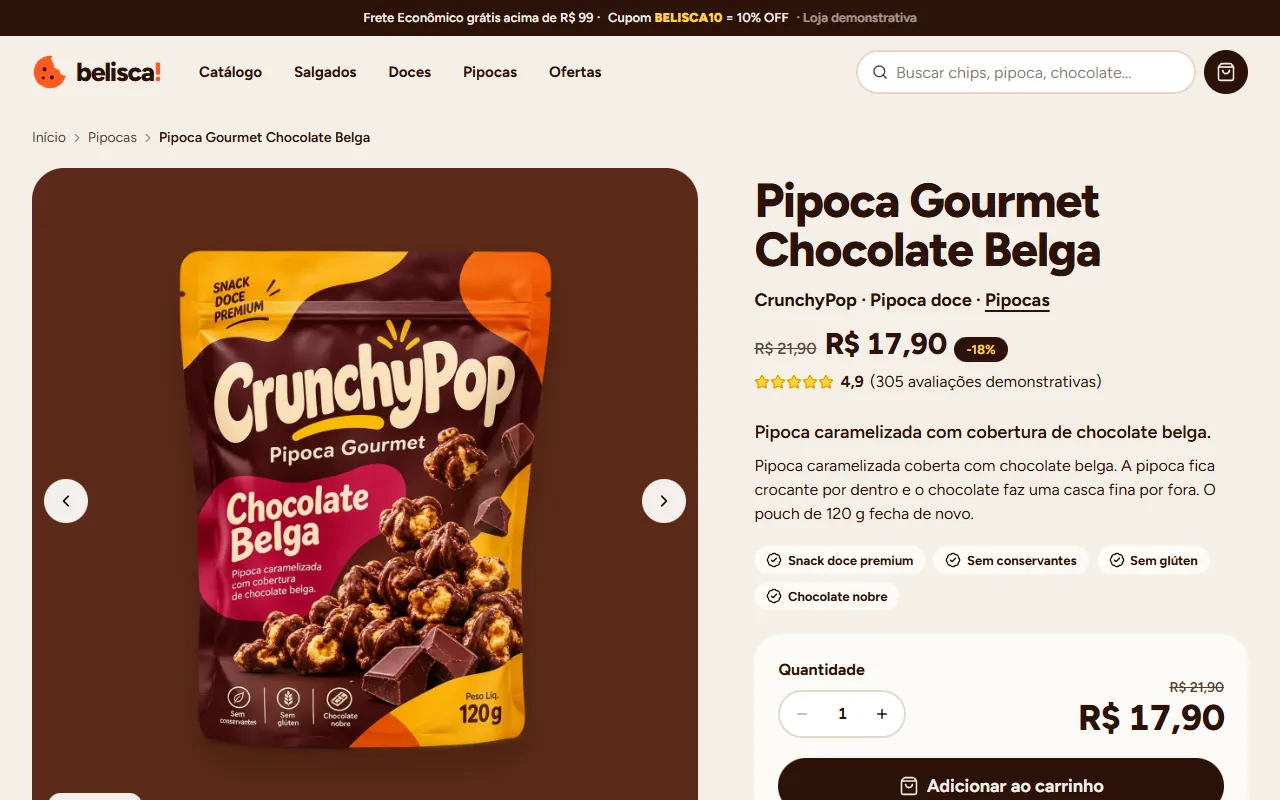 Frete Econômico grátis acima de R$ 99 · Cupom BELISCA10 = 10% OFF · Loja demonstrativa
belisca!
Catálogo
Salgados
Doces
Pipocas
Ofertas
Buscar chips, pipoca, chocolate...
Início > Pipocas > Pipoca Gourmet Chocolate Belga
SNACK
DOCE
PREMIUM
CrunchyPop
Pipoca Gourmet
Chocolate
Belga
Pipoca caramelizada
com cobertura
de chocolate belga.
Sem
conservantes
Sem
glúten
Chocolate
nobre
Peso Líq.
120g
Pipoca Gourmet
Chocolate Belga
CrunchyPop · Pipoca doce · Pipocas
R$ 21,90 R$ 17,90 -18%
4,9 (305 avaliações demonstrativas)
Pipoca caramelizada com cobertura de chocolate belga.
Pipoca caramelizada coberta com chocolate belga. A pipoca fica
crocante por dentro e o chocolate faz uma casca fina por fora. O
pouch de 120 g fecha de novo.
Snack doce premium
Sem conservantes
Sem glúten
Chocolate nobre
Quantidade
− 1 +
R$ 21,90
R$ 17,90
Adicionar ao carrinho